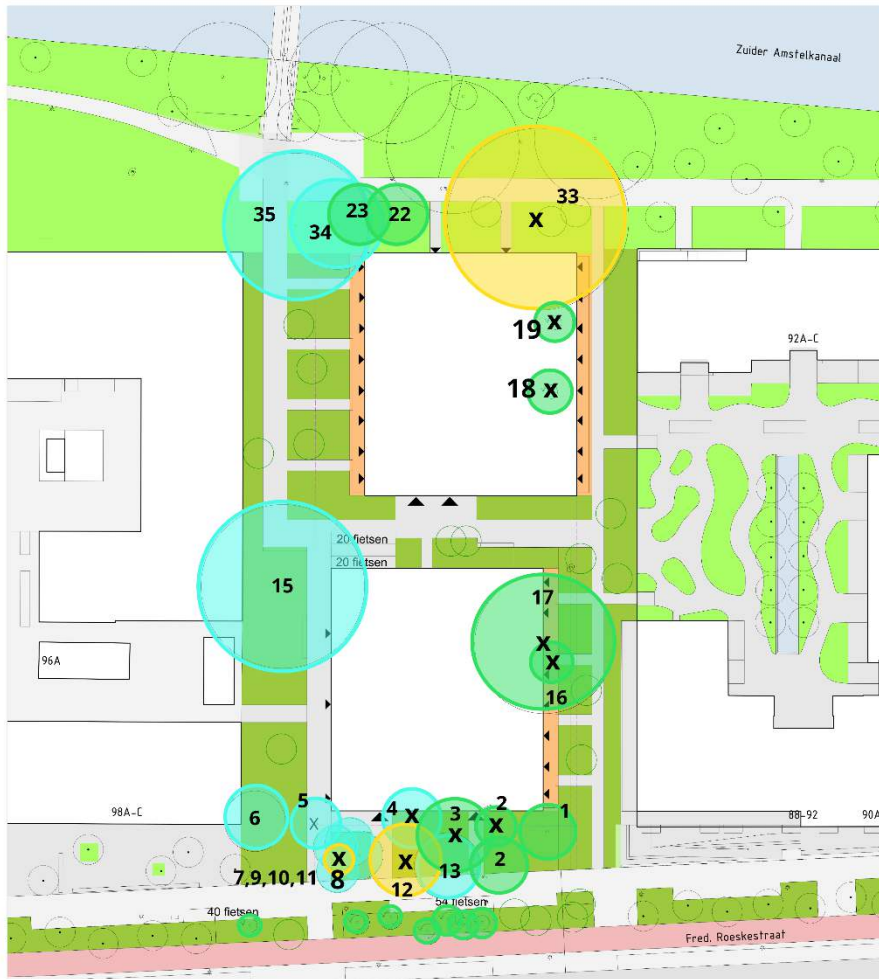 Zuider Amstelkanaal
33
35
23
22
34
x
19 x
92A-C
18 x
20 fietsen
20 fietsen
15
17
x
x
96A
16
5
4
3
2
1
98A-C
6
x
x
x
x
88-92
90A
x
x
13
2
7,9,10,11
8
12
40 fietsen
54 fietsen
Fred. Roeskestraat